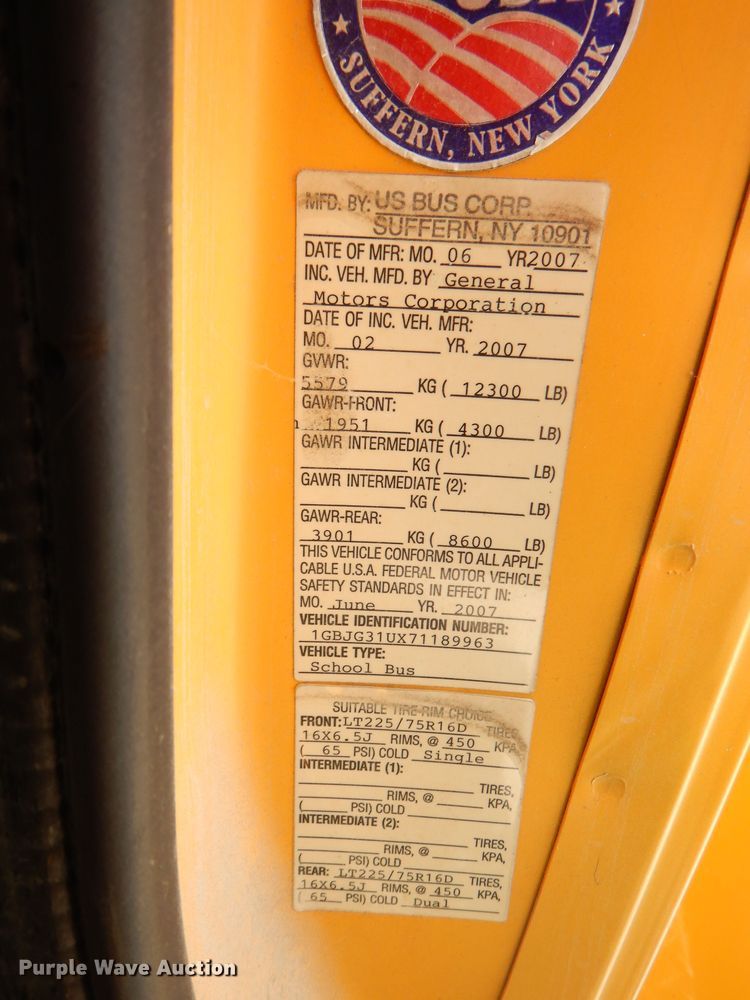 SUFFERN, NEW YORK
MFD. BY: US BUS CORP.
SUFFERN, NY 10901
DATE OF MFR: MO. 06 YR2007
INC. VEH. MFD. BY General
Motors Corporation
DATE OF INC. VEH. MFR:
MO. 02 YR. 2007
GVWR:
5579 KG ( 12300 LB)
GAWR-FRONT:
1951 KG ( 4300 LB)
GAWR INTERMEDIATE (1):
KG ( LB)
GAWR INTERMEDIATE (2):
KG ( LB)
GAWR-REAR:
3901 KG ( 8600 LB)
THIS VEHICLE CONFORMS TO ALL APPLI-
CABLE U.S.A. FEDERAL MOTOR VEHICLE
SAFETY STANDARDS IN EFFECT IN:
MO. June YR. 2007
VEHICLE IDENTIFICATION NUMBER:
1GBJG31UX71189963
VEHICLE TYPE:
School Bus
SUITABLE TIRE-RIM CHOICE
FRONT: LT225/75R16D TIRES,
16X6.5J RIMS, @ 450 KPA,
( 65 PSI) COLD Single
INTERMEDIATE (1):
TIRES,
RIMS, @ KPA,
( PSI) COLD
INTERMEDIATE (2):
TIRES,
RIMS, @ KPA,
( PSI) COLD
REAR: LT225/75R16D TIRES,
16X6.5J RIMS, @ 450 KPA,
( 65 PSI) COLD Dual
Purple Wave Auction